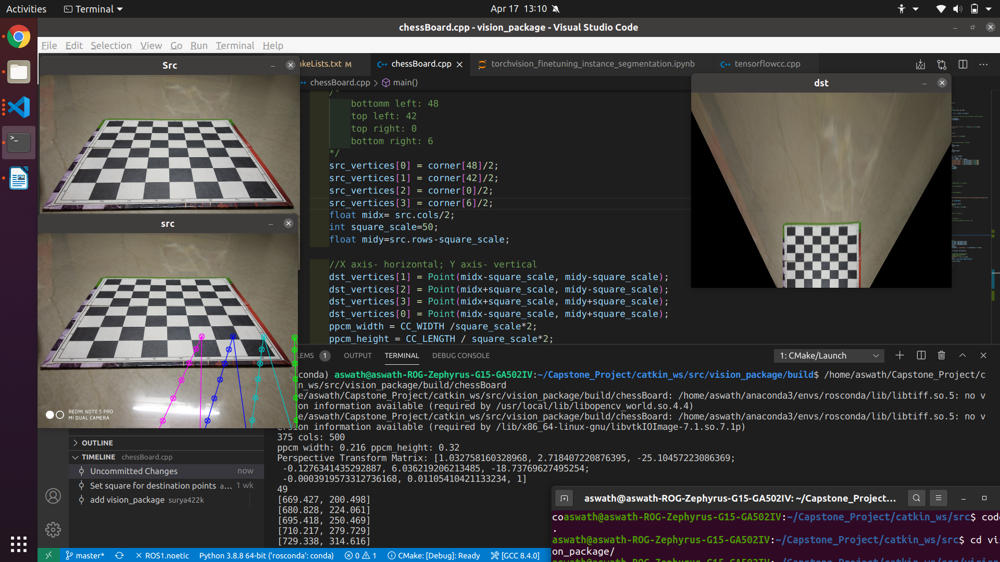 Activities
Terminal
Apr 17 13:10
chessBoard.cpp - vision_package - Visual Studio Code
File Edit Selection View Go Run Terminal Help
Src
akeLists.txt M
chessBoard.cpp
torchvision_finetuning_instance_segmentation.ipynb
tensorflowcc.cpp
chessBoard.cpp > main()
dst
/*
bottomm left: 48
top left: 42
top right: 0
bottom right: 6
*/
src_vertices[0] = corner[48]/2;
src_vertices[1] = corner[42]/2;
src_vertices[2] = corner[0]/2;
src_vertices[3] = corner[6]/2;
float midx= src.cols/2;
int square_scale=50;
float midy=src.rows-square_scale;
//X axis- horizontal; Y axis- vertical
dst_vertices[1] = Point(midx-square_scale, midy-square_scale);
dst_vertices[2] = Point(midx+square_scale, midy-square_scale);
dst_vertices[3] = Point(midx+square_scale, midy+square_scale);
dst_vertices[0] = Point(midx-square_scale, midy+square_scale);
ppcm_width = CC_WIDTH /square_scale*2;
ppcm_height = CC_LENGTH / square_scale*2;
src
REDMI NOTE 5 PRO
MI DUAL CAMERA
LEMS 1 OUTPUT TERMINAL DEBUG CONSOLE
1: CMake/Launch
conda) aswath@aswath-ROG-Zephyrus-G15-GA502IV:~/Capstone_Project/catkin_ws/src/vision_package/build$ /home/aswath/Capstone_Project/c
n_ws/src/vision_package/build/chessBoard
e/aswath/Capstone_Project/catkin_ws/src/vision_package/build/chessBoard: /home/aswath/anaconda3/envs/rosconda/lib/libtiff.so.5: no v
on information available (required by /usr/local/lib/libopencv_world.so.4.4)
e/aswath/Capstone_Project/catkin_ws/src/vision_package/build/chessBoard: /home/aswath/anaconda3/envs/rosconda/lib/libtiff.so.5: no v
ersion information available (required by /lib/x86_64-linux-gnu/libvtkIOImage-7.1.so.7.1p)
375 cols: 500
ppcm width: 0.216 ppcm_height: 0.32
Perspective Transform Matrix: [1.032758160328968, 2.718407220876395, -25.10457223086369;
-0.1276341435292887, 6.036219206213485, -18.73769627495254;
-0.0003919573312736168, 0.01105410421133234, 1]
49
[669.427, 200.498]
[680.828, 224.061]
[695.418, 250.469]
[710.217, 279.729]
[729.338, 314.616]
OUTLINE
TIMELINE chessBoard.cpp
Uncommitted Changes now
Set square for destination points a... 1 wk
add vision_package surya422k
aswath@aswath-ROG-Zephyrus-G15-GA502IV: ~/Capstone_Project...
coaswath@aswath-ROG-Zephyrus-G15-GA502IV:~/Capstone_Project/catkin_ws/src$ code
.
aswath@aswath-ROG-Zephyrus-G15-GA502IV:~/Capstone_Project/catkin_ws/src$ cd vi
on_package/
master* ROS1.noetic Python 3.8.8 64-bit ('rosconda': conda) 0 1 CMake: [Debug]: Ready [GCC 8.4.0]